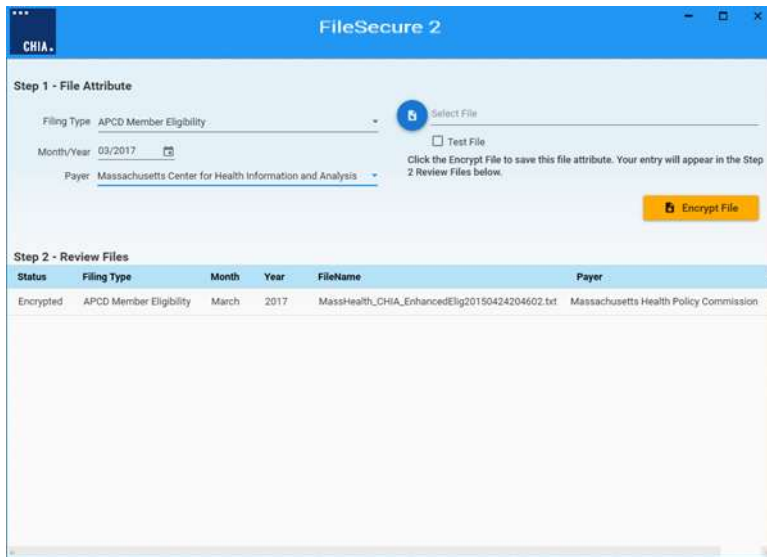 CHIA.
FileSecure 2
Step 1 - File Attribute
Filing Type APCD Member Eligibility
Select File
Test File
Month/Year 03/2017
Click the Encrypt File to save this file attribute. Your entry will appear in the Step
2 Review Files below.
Payer Massachusetts Center for Health Information and Analysis
Encrypt File
Step 2 - Review Files
Status Filing Type Month Year FileName Payer
Encrypted APCD Member Eligibility March 2017 MassHealth_CHIA_EnhancedElig20150424204602.txt Massachusetts Health Policy Commission